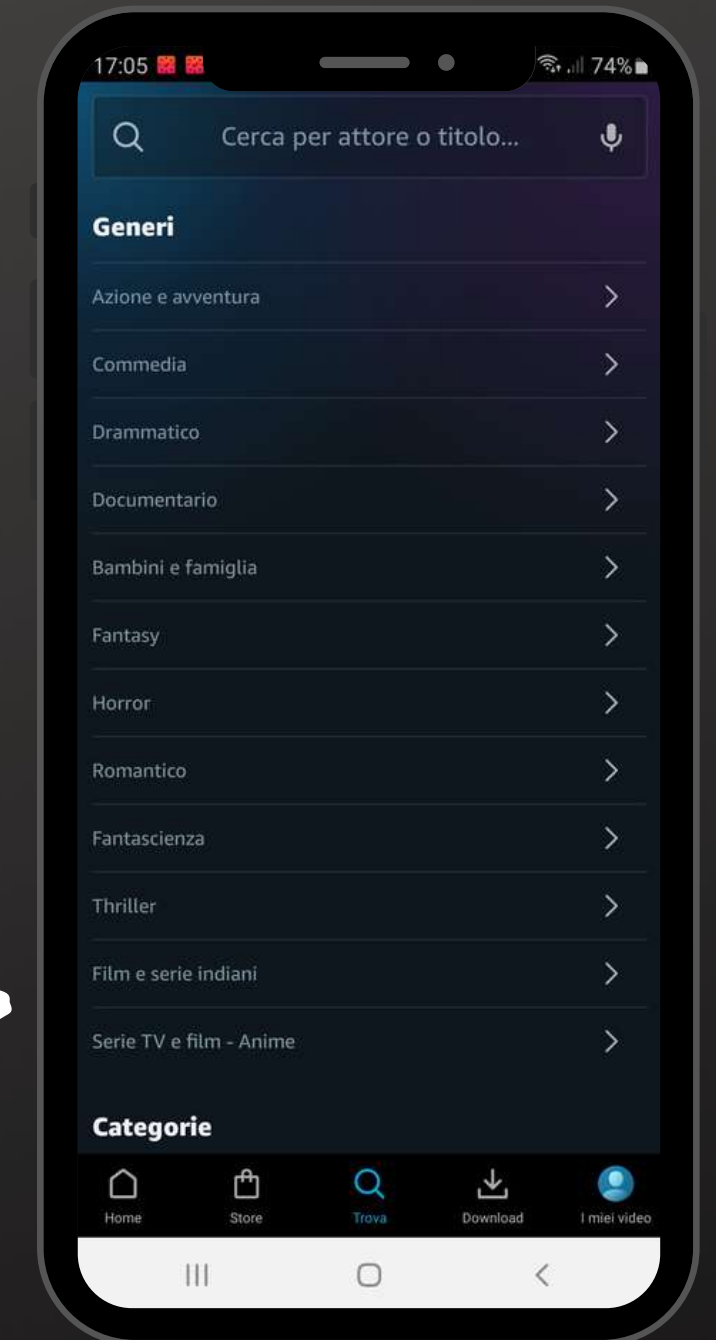 17:05 74%
Cerca per attore o titolo...
Generi
Azione e avventura
Commedia
Drammatico
Documentario
Bambini e famiglia
Fantasy
Horror
Romantico
Fantascienza
Thriller
Film e serie indiani
Serie TV e film - Anime
Categorie
Home Store Trova Download I miei video